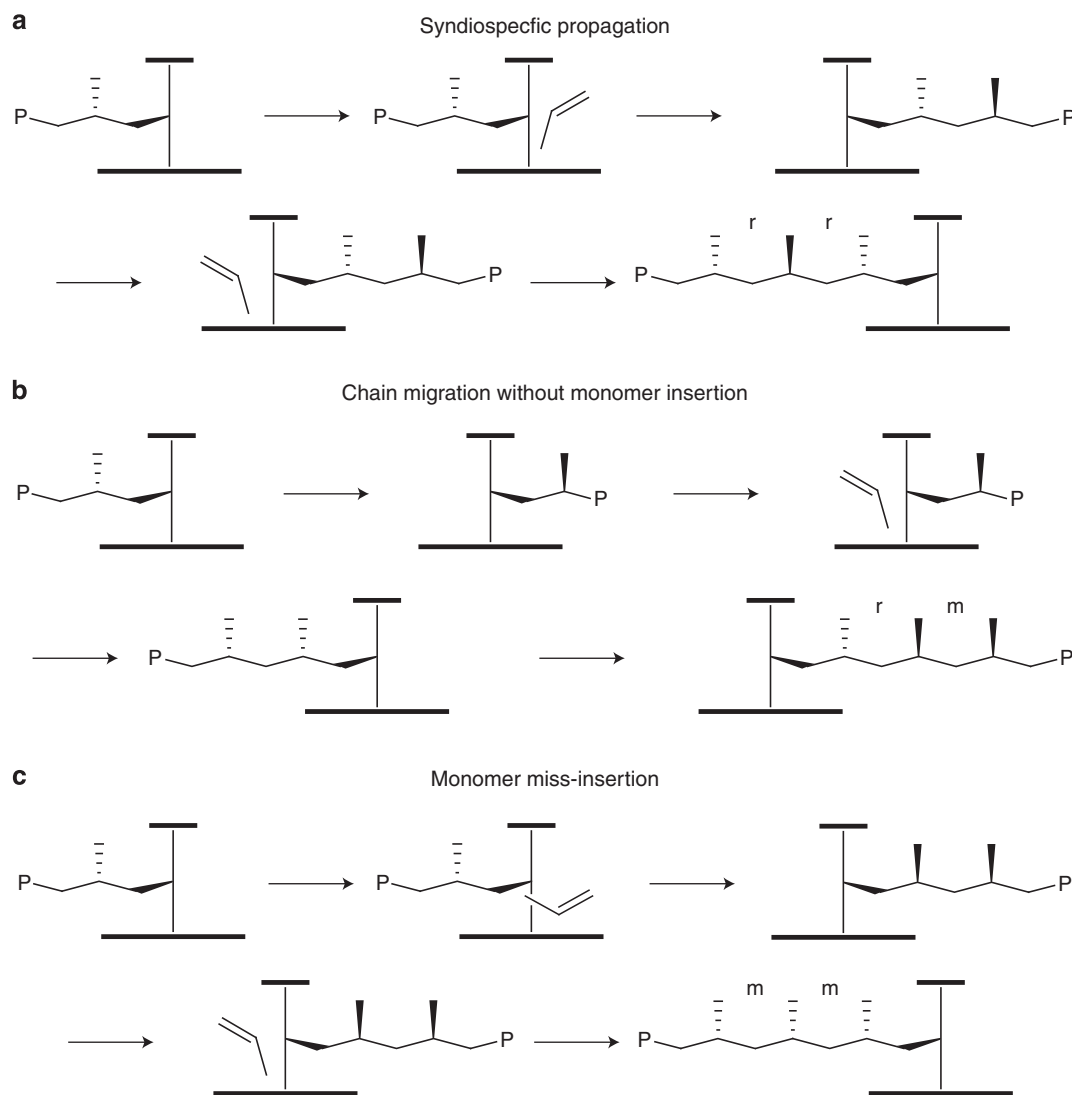 a
Syndiospecfic propagation
P P P
r r
P P
b
Chain migration without monomer insertion
P P P
r m
P P
c
Monomer miss-insertion
P P P
m m
P P